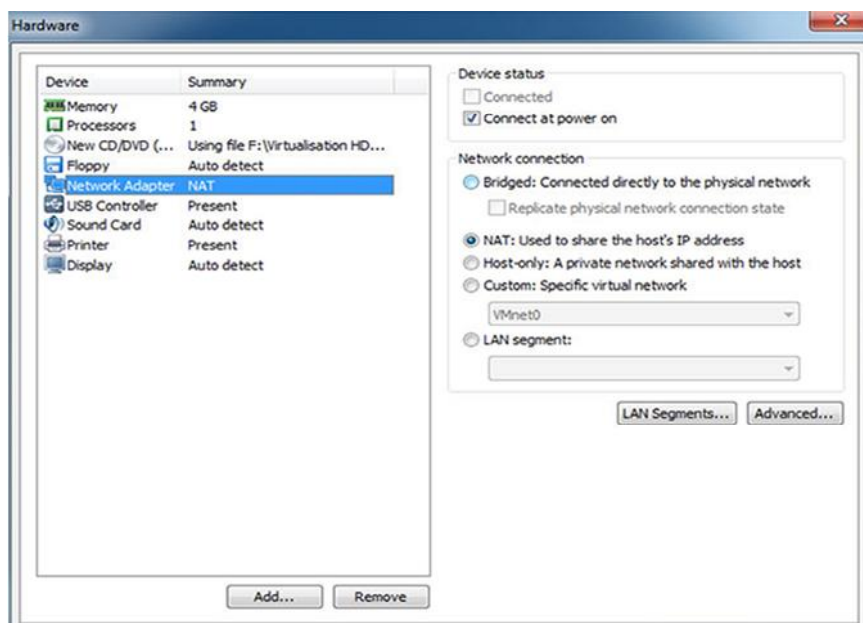 Hardware
Device Summary
Memory 4 GB
Processors 1
New CD/DVD (... Using file F:\Virtualisation HD...
Floppy Auto detect
Network Adapter NAT
USB Controller Present
Sound Card Auto detect
Printer Present
Display Auto detect
Add... Remove
Device status
Connected
Connect at power on
Network connection
Bridged: Connected directly to the physical network
Replicate physical network connection state
NAT: Used to share the host's IP address
Host-only: A private network shared with the host
Custom: Specific virtual network
VMnet0
LAN segment:
LAN Segments... Advanced...